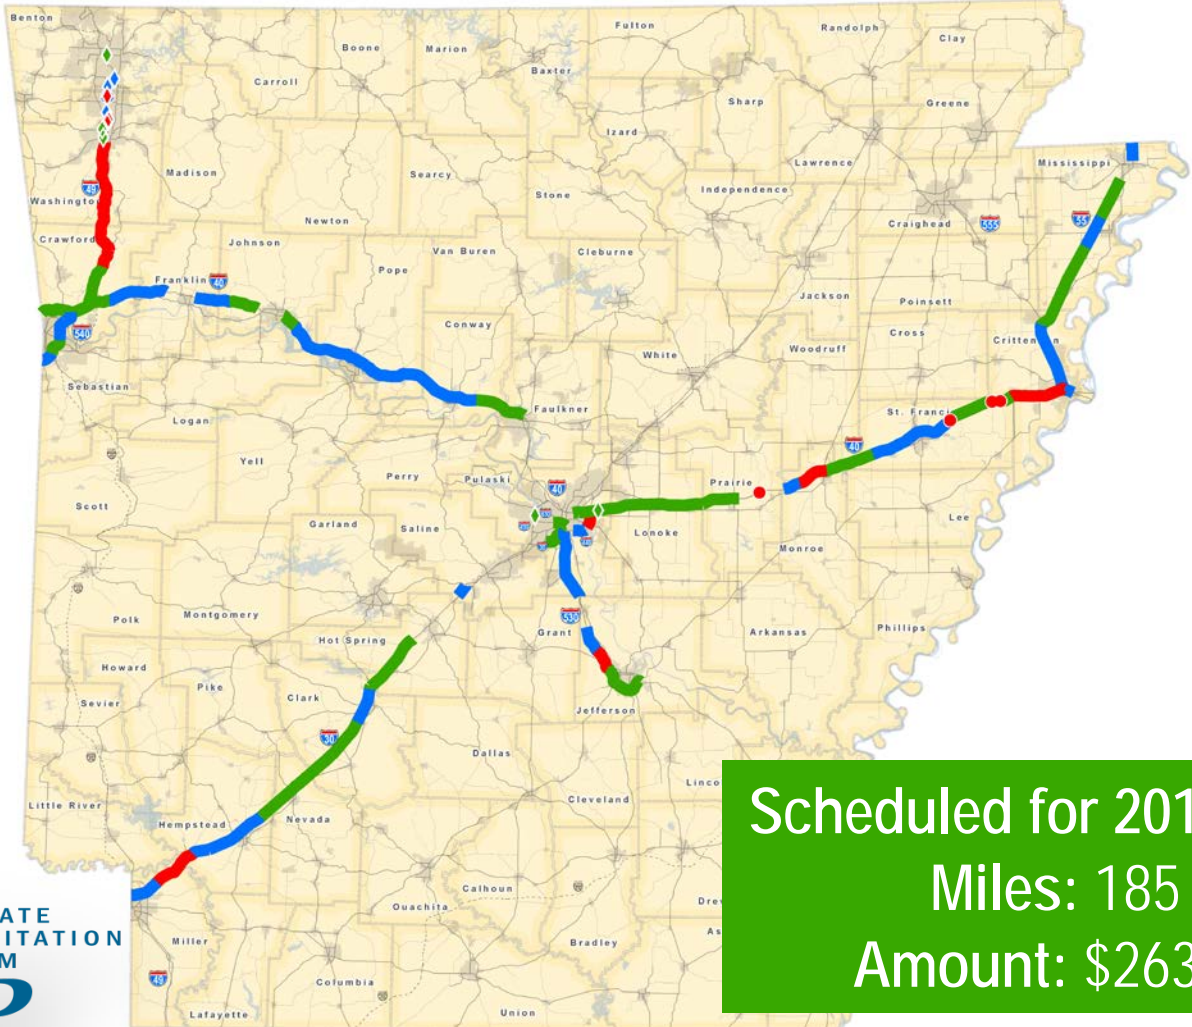 Benton
Boone
Marion
Fulton
Randolph
Clay
Carroll
Baxter
Sharp
Greene
Izard
Lawrence
Mississippi
Madison
Searcy
Stone
Independence
49
Washington
Newton
Craighead
555
55
Crawford
Johnson
Van Buren
Cleburne
Franklin
40
Pope
Jackson
Poinsett
540
Conway
White
Woodruff
Cross
Crittenden
Sebastian
Logan
Faulkner
St. Francis
40
Yell
Perry
Pulaski
40
Prairie
Scott
Garland
Saline
Lonoke
Lee
Monroe
Polk
Montgomery
Hot Spring
530
Grant
Arkansas
Phillips
Howard
Pike
Clark
Sevier
Jefferson
30
Dallas
Linco
Little River
Hempstead
Nevada
Cleveland
Calhoun
Ouachita
Dre
Miller
Bradley
As
49
Columbia
Lafayette
Union
Scheduled for 201
Miles: 185
Amount: $263
ATE
ITATION
M